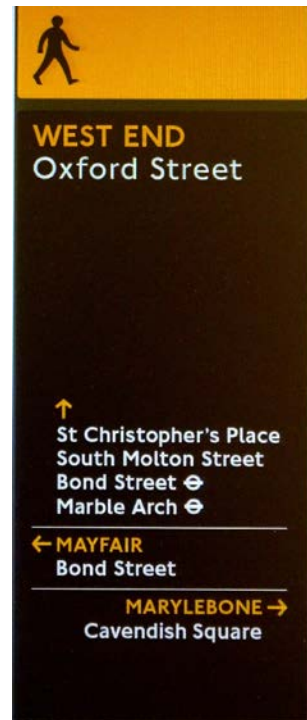 WEST END
Oxford Street
↑
St Christopher's Place
South Molton Street
Bond Street
Marble Arch
← MAYFAIR
Bond Street
MARYLEBONE →
Cavendish Square